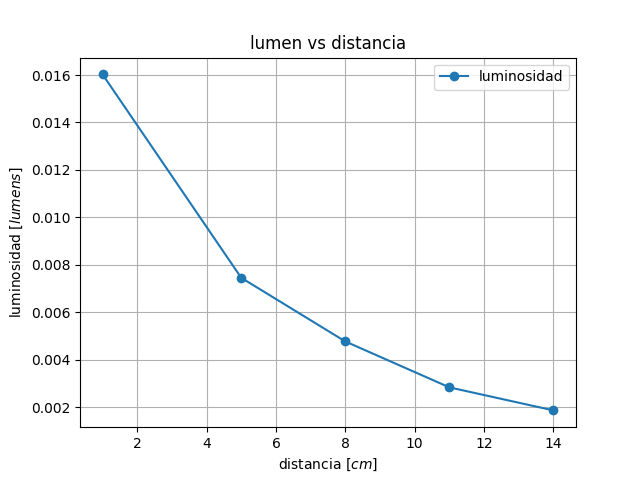 lumen vs distancia
luminosidad
0.016
0.014
0.012
0.010
0.008
0.006
0.004
0.002
luminosidad [lumens]
2 4 6 8 10 12 14
distancia [cm]